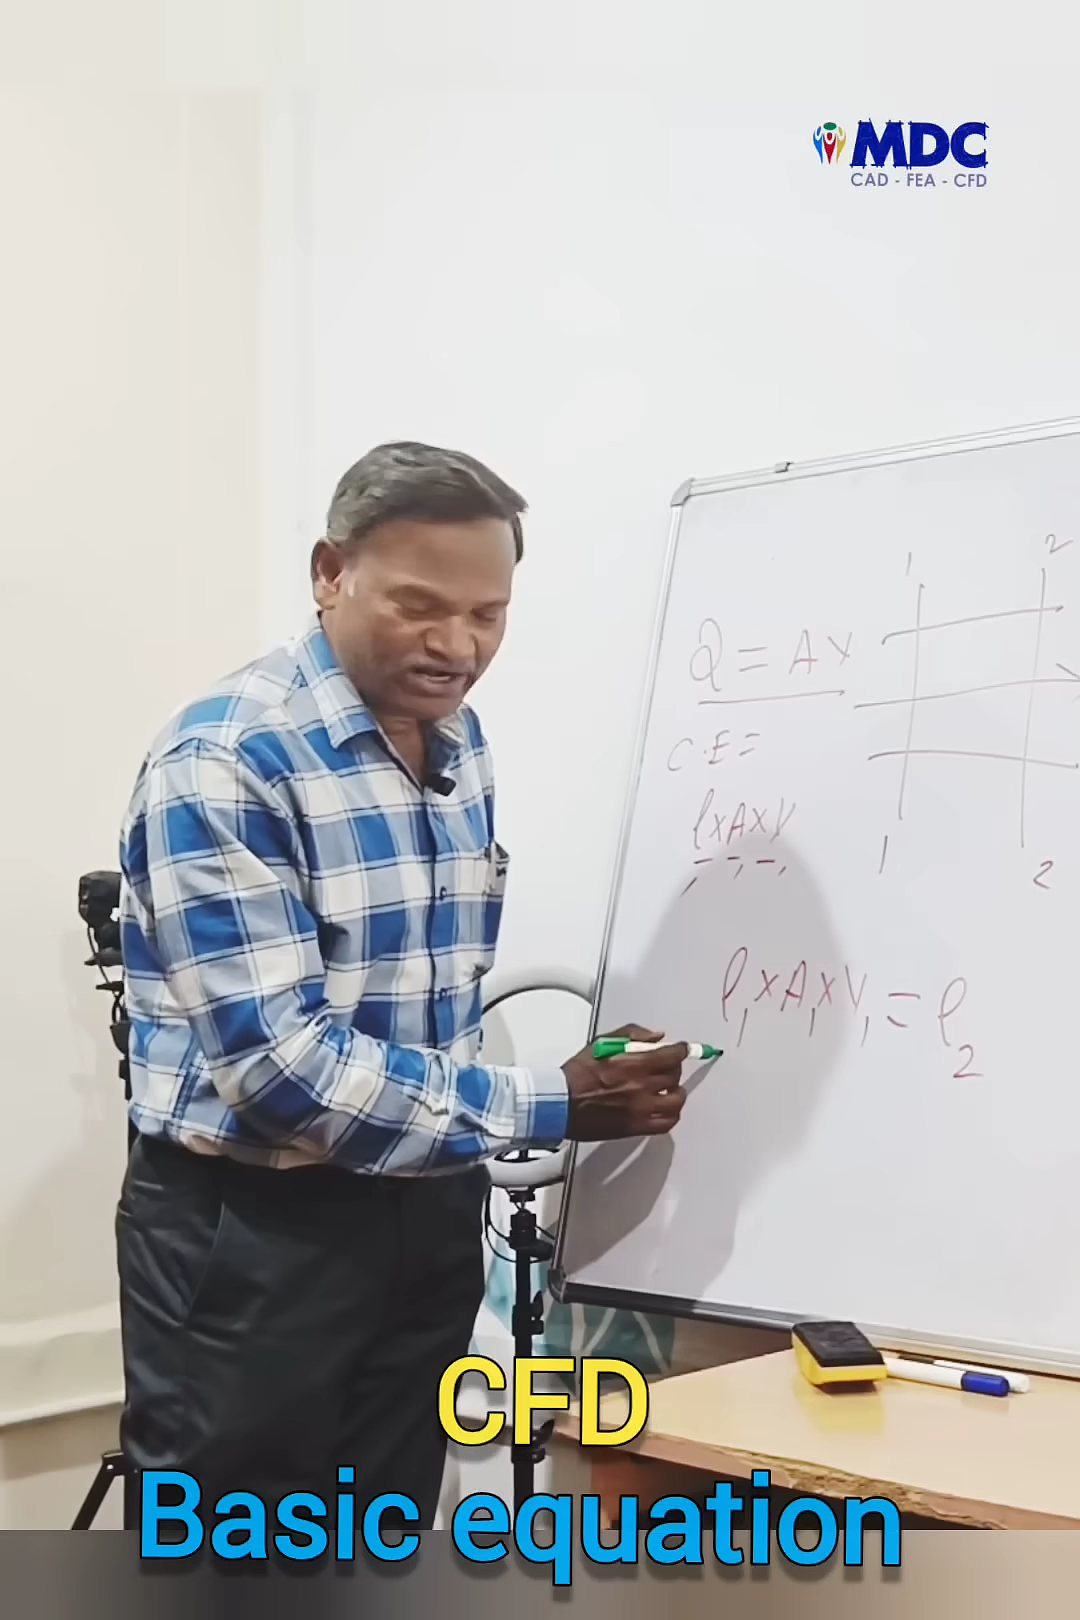 MDC
CAD - FEA - CFD
1 2
Q = AV
C.E =
ρ×A×V
1 2
ρ₁×A₁×V₁ = ρ₂
CFD
Basic equation